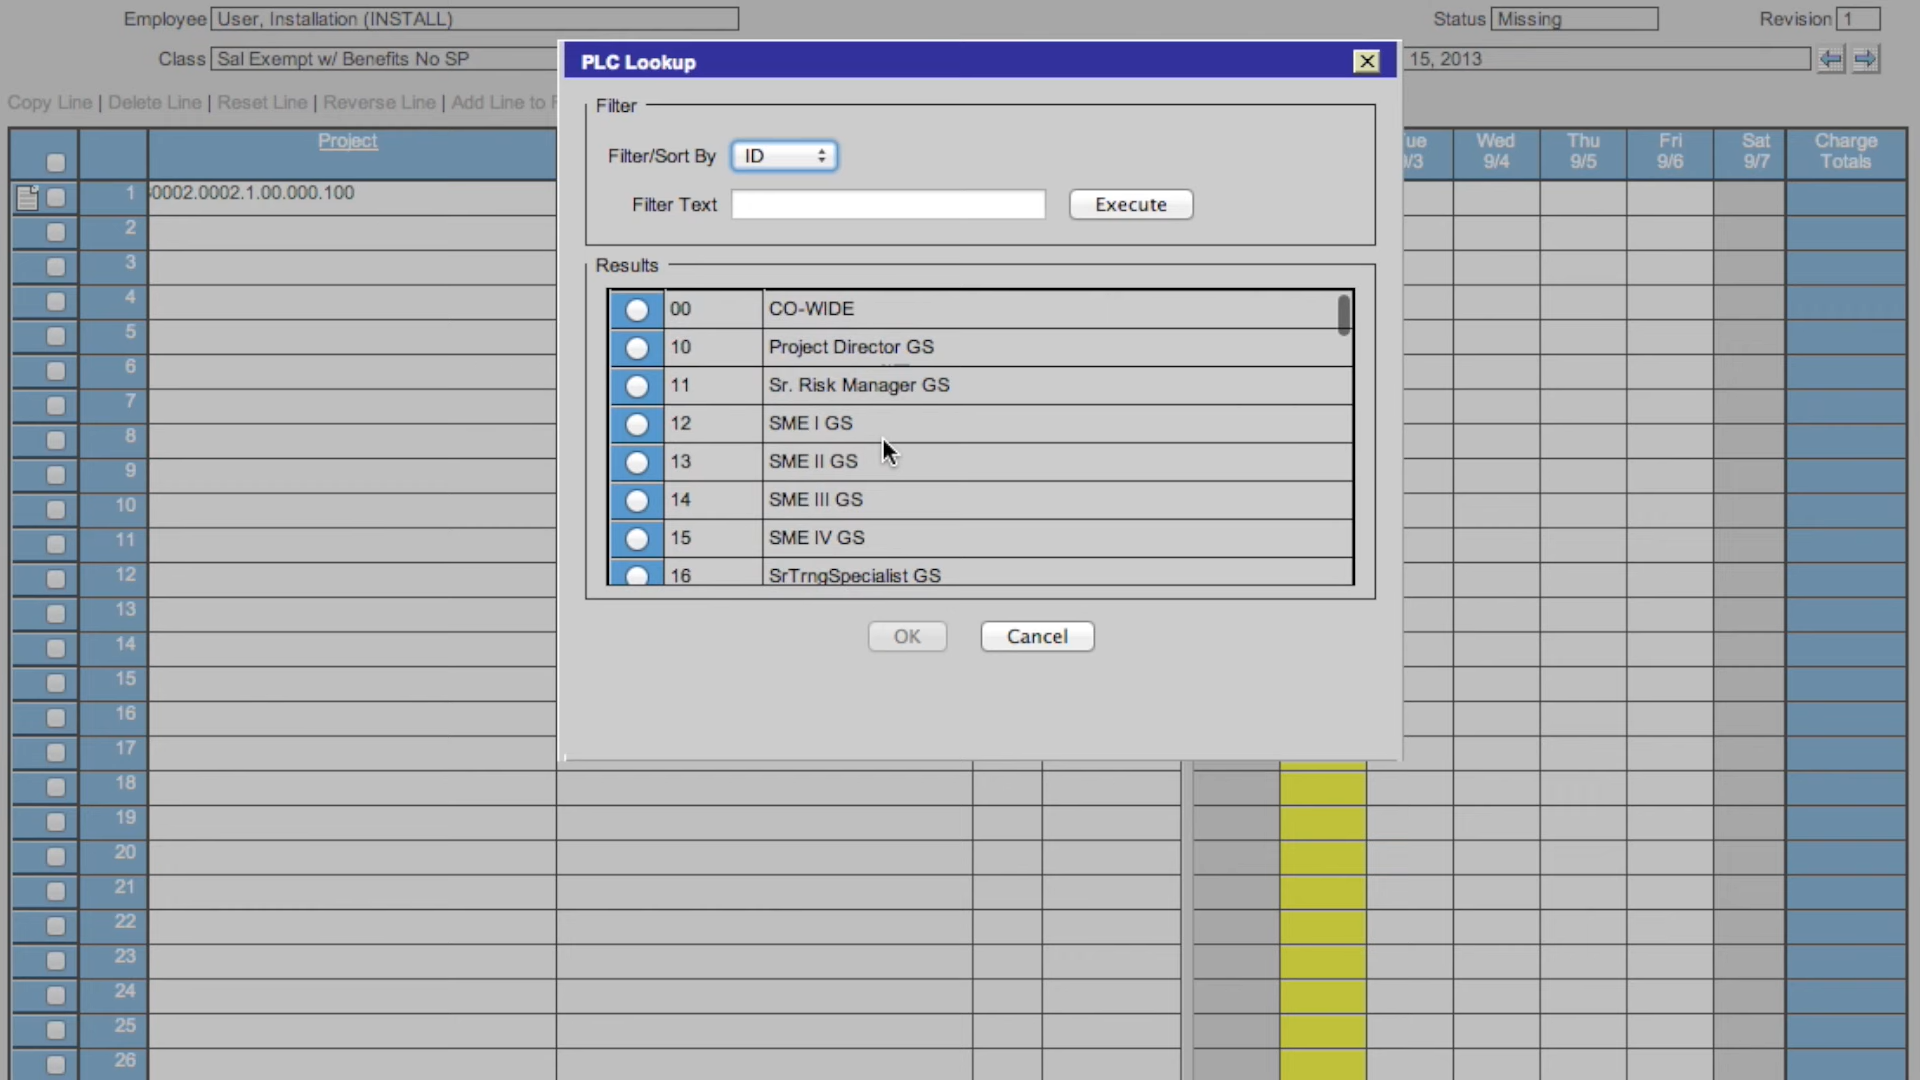 Employee User, Installation (INSTALL) Status Missing Revision 1
Class Sal Exempt w/ Benefits No SP 15, 2013
Copy Line | Delete Line | Reset Line | Reverse Line | Add Line to
PLC Lookup
Filter
Filter/Sort By ID
Filter Text Execute
Results
00 CO-WIDE
10 Project Director GS
11 Sr. Risk Manager GS
12 SME I GS
13 SME II GS
14 SME III GS
15 SME IV GS
16 SrTrngSpecialist GS
OK Cancel
Project
ue Wed Thu Fri Sat Charge
/3 9/4 9/5 9/6 9/7 Totals
1 0002.0002.1.00.000.100
2
3
4
5
6
7
8
9
10
11
12
13
14
15
16
17
18
19
20
21
22
23
24
25
26